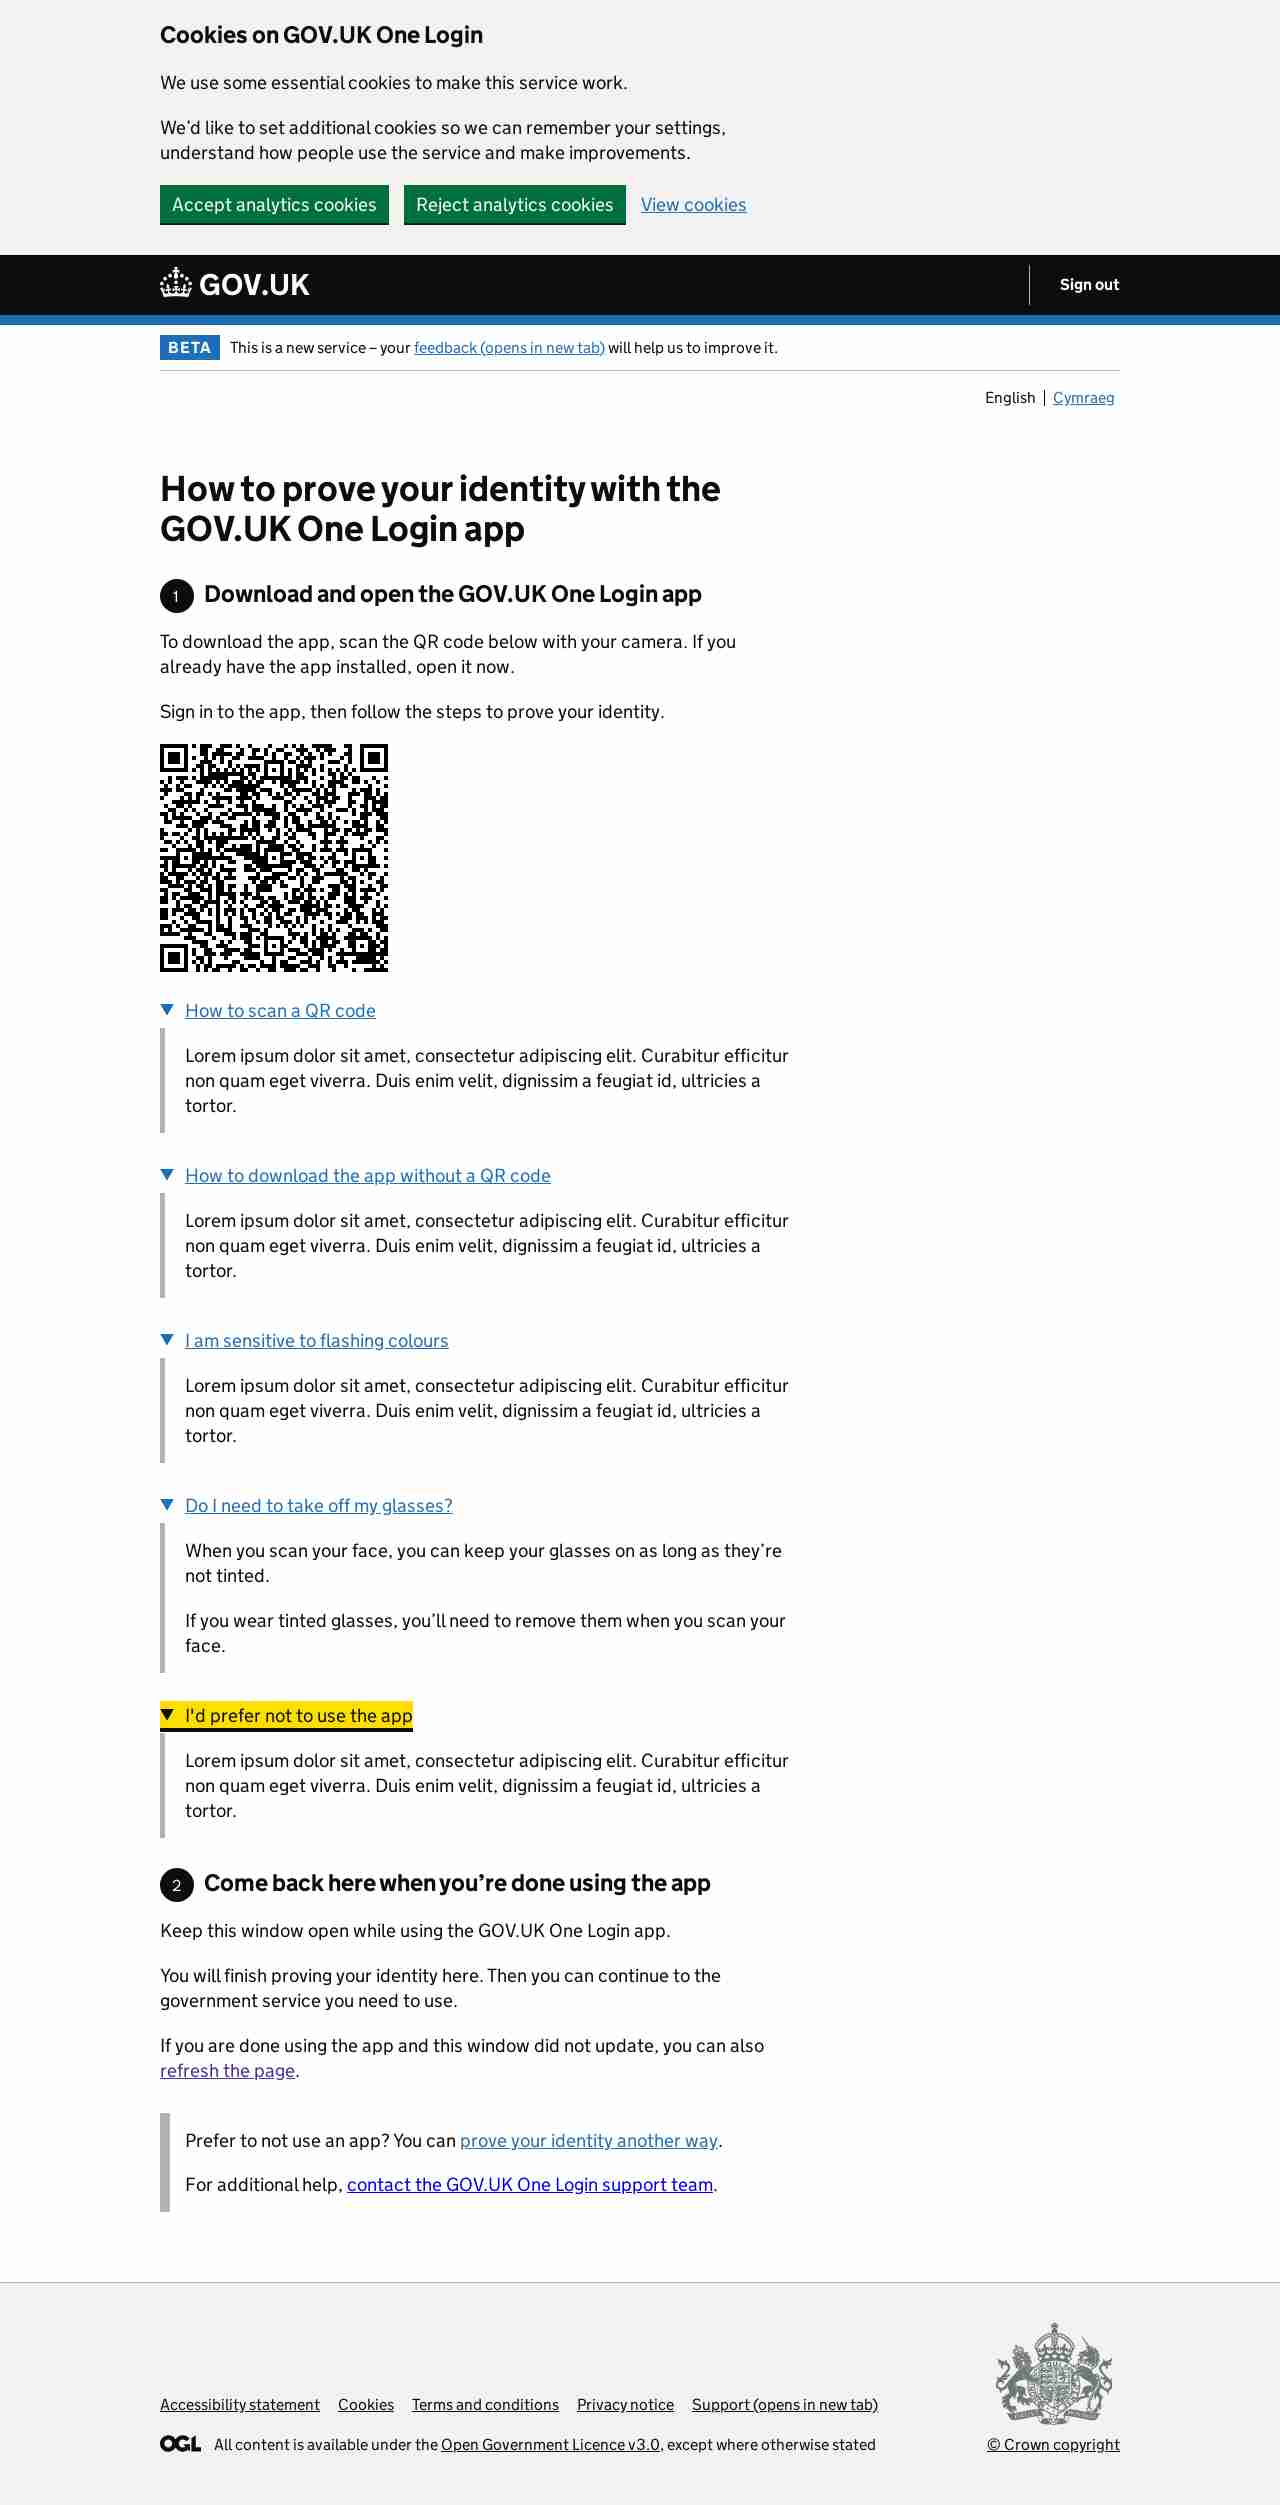 Cookies on GOV.UK One Login
We use some essential cookies to make this service work.
We’d like to set additional cookies so we can remember your settings,
understand how people use the service and make improvements.
Accept analytics cookies
Reject analytics cookies
View cookies
GOV.UK
Sign out
BETA
This is a new service – your feedback (opens in new tab) will help us to improve it.
English
Cymraeg
How to prove your identity with the
GOV.UK One Login app
1 Download and open the GOV.UK One Login app
To download the app, scan the QR code below with your camera. If you
already have the app installed, open it now.
Sign in to the app, then follow the steps to prove your identity.
How to scan a QR code
Lorem ipsum dolor sit amet, consectetur adipiscing elit. Curabitur efficitur
non quam eget viverra. Duis enim velit, dignissim a feugiat id, ultricies a
tortor.
How to download the app without a QR code
Lorem ipsum dolor sit amet, consectetur adipiscing elit. Curabitur efficitur
non quam eget viverra. Duis enim velit, dignissim a feugiat id, ultricies a
tortor.
I am sensitive to flashing colours
Lorem ipsum dolor sit amet, consectetur adipiscing elit. Curabitur efficitur
non quam eget viverra. Duis enim velit, dignissim a feugiat id, ultricies a
tortor.
Do I need to take off my glasses?
When you scan your face, you can keep your glasses on as long as they’re
not tinted.
If you wear tinted glasses, you’ll need to remove them when you scan your
face.
I'd prefer not to use the app
Lorem ipsum dolor sit amet, consectetur adipiscing elit. Curabitur efficitur
non quam eget viverra. Duis enim velit, dignissim a feugiat id, ultricies a
tortor.
2 Come back here when you’re done using the app
Keep this window open while using the GOV.UK One Login app.
You will finish proving your identity here. Then you can continue to the
government service you need to use.
If you are done using the app and this window did not update, you can also
refresh the page.
Prefer to not use an app? You can prove your identity another way.
For additional help, contact the GOV.UK One Login support team.
Accessibility statement
Cookies
Terms and conditions
Privacy notice
Support (opens in new tab)
OGL
All content is available under the Open Government Licence v3.0, except where otherwise stated
© Crown copyright